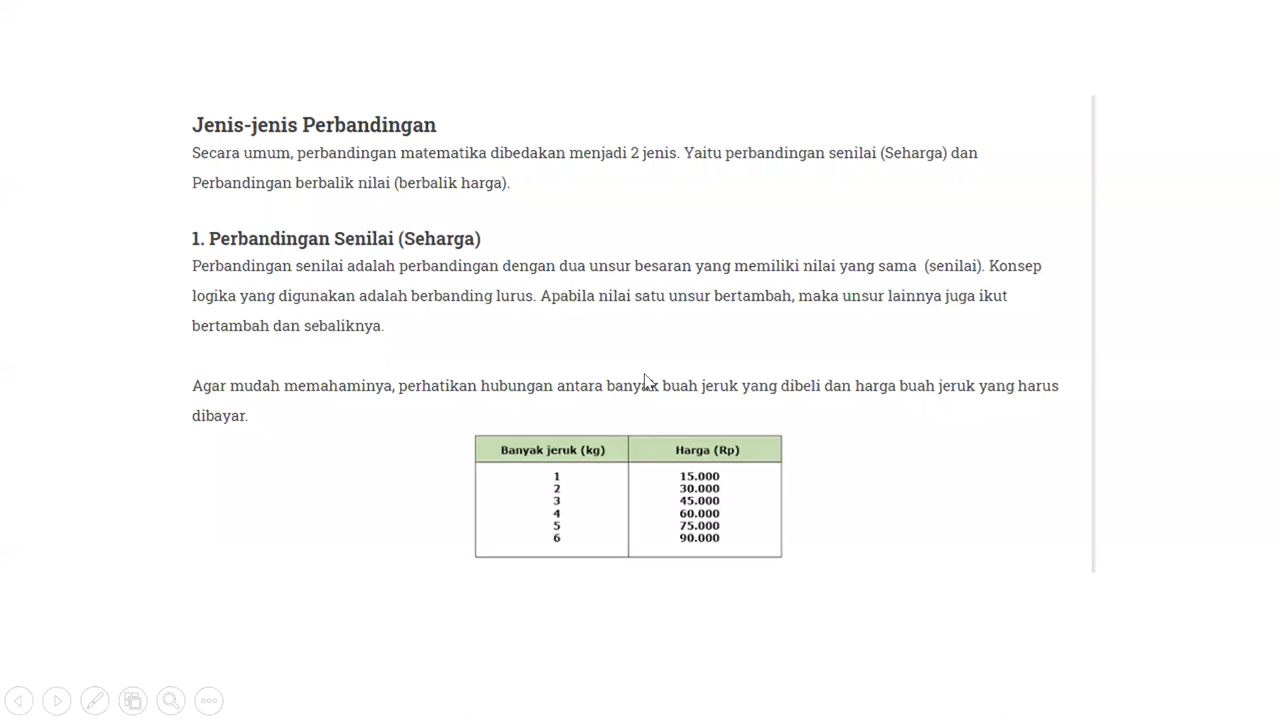 Jenis-jenis Perbandingan
Secara umum, perbandingan matematika dibedakan menjadi 2 jenis. Yaitu perbandingan senilai (Seharga) dan
Perbandingan berbalik nilai (berbalik harga).
1. Perbandingan Senilai (Seharga)
Perbandingan senilai adalah perbandingan dengan dua unsur besaran yang memiliki nilai yang sama (senilai). Konsep
logika yang digunakan adalah berbanding lurus. Apabila nilai satu unsur bertambah, maka unsur lainnya juga ikut
bertambah dan sebaliknya.
Agar mudah memahaminya, perhatikan hubungan antara banyak buah jeruk yang dibeli dan harga buah jeruk yang harus
dibayar.
Banyak jeruk (kg) Harga (Rp)
1 15.000
2 30.000
3 45.000
4 60.000
5 75.000
6 90.000